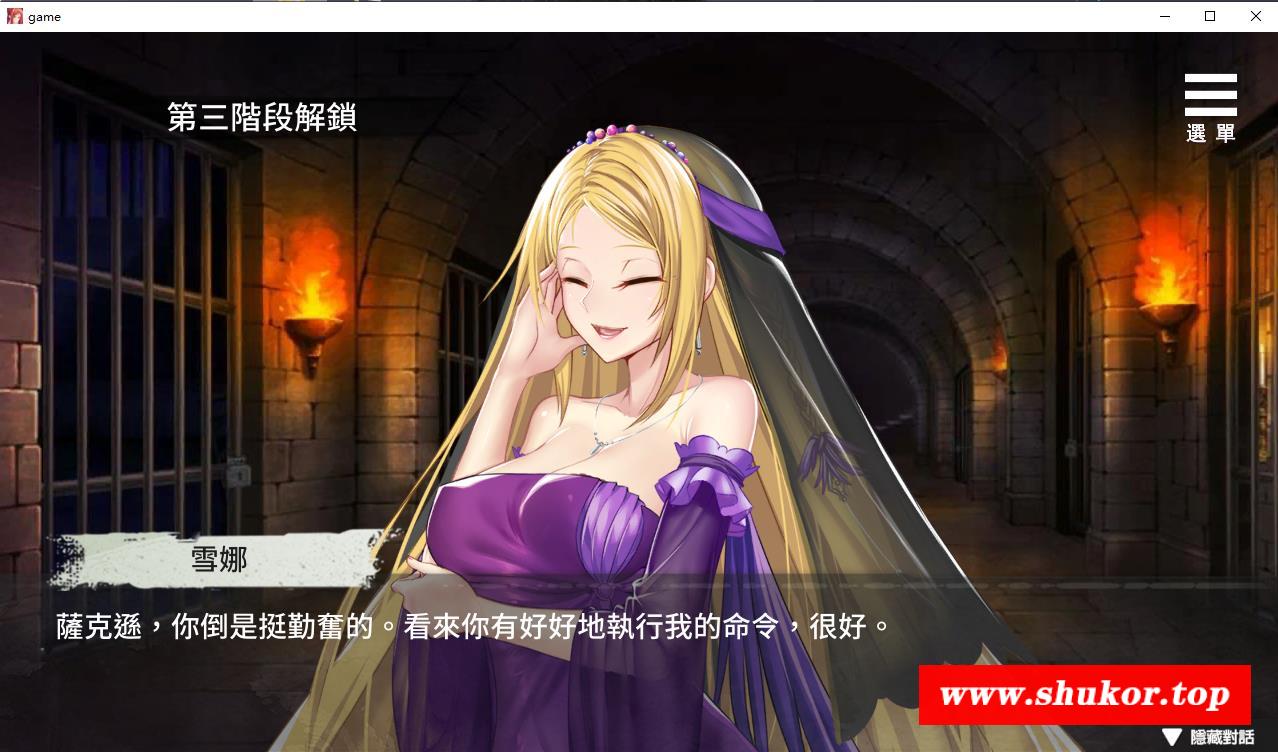 game
第三階段解鎖
選單
雪娜
薩克遜，你倒是挺勤奮的。看來你有好好地執行我的命令，很好。
www.shukor.top
隱藏對話